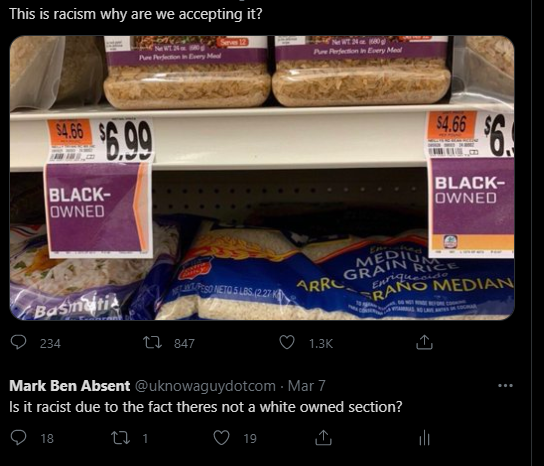 This is racism why are we accepting it?
Net WT. 24 oz. (680 g)
Serves 12
Pure Perfection in Every Meal
Net WT. 24 oz. (680 g)
Pure Perfection in Every Meal
$4.66
$6.99
$4.66
$6.
BLACK-
OWNED
BLACK-
OWNED
Enriched
MEDIUM
GRAIN RICE
Enriquecido
GRANO MEDIAN
PESO NETO 5 LBS. (2.27 K
Basmati
234
847
1.3K
Mark Ben Absent @uknowaguydotcom · Mar 7
Is it racist due to the fact theres not a white owned section?
18
1
19